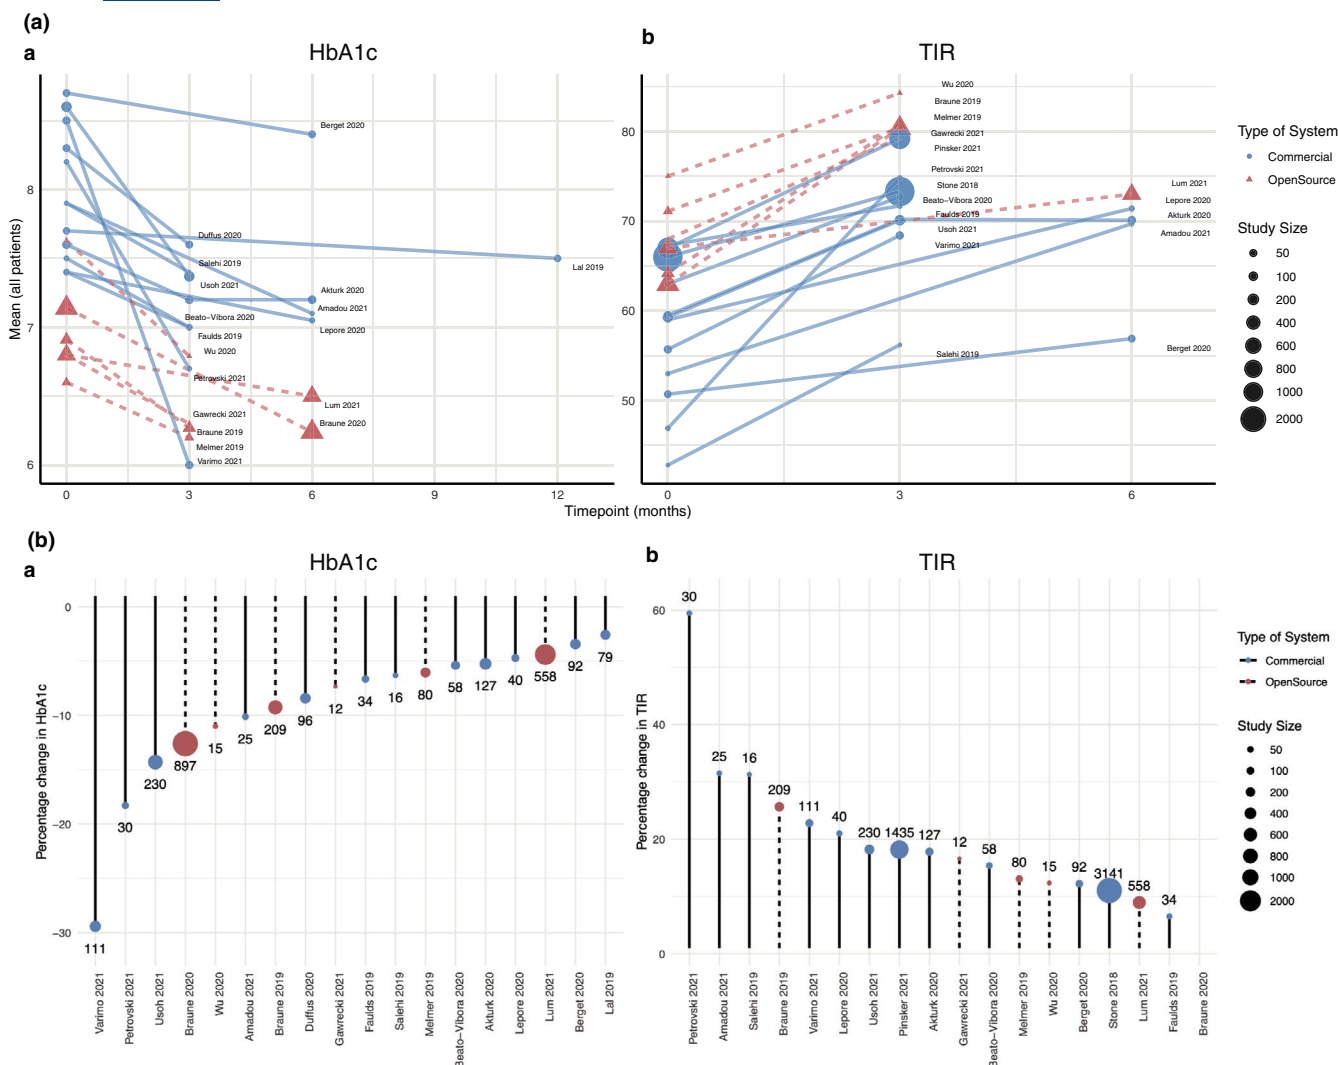 (a)
a
HbA1c
b
TIR
Mean (all patients)
8
7
6
Berget 2020
Duffus 2020
Salehi 2019
Lal 2019
Usoh 2021
Akturk 2020
Amadou 2021
Beato-Vibora 2020
Lepore 2020
Faulds 2019
Wu 2020
Petrovski 2021
Lum 2021
Gawrecki 2021
Braune 2020
Braune 2019
Melmer 2019
Varimo 2021
0
3
6
9
12
80
70
60
50
Wu 2020
Braune 2019
Melmer 2019
Gawrecki 2021
Pinsker 2021
Petrovski 2021
Stone 2018
Beato-Vibora 2020
Faulds 2019
Usoh 2021
Varimo 2021
Lum 2021
Lepore 2020
Akturk 2020
Amadou 2021
Salehi 2019
Berget 2020
0
3
6
Timepoint (months)
Type of System
Commercial
OpenSource
Study Size
50
100
200
400
600
800
1000
2000
(b)
a
HbA1c
b
TIR
Percentage change in HbA1c
0
-10
-20
-30
111
30
230
897
15
25
209
96
12
34
16
80
58
127
40
558
92
79
Varimo 2021
Petrovski 2021
Usoh 2021
Braune 2020
Wu 2020
Amadou 2021
Braune 2019
Duffus 2020
Gawrecki 2021
Faulds 2019
Salehi 2019
Melmer 2019
Beato-Vibora 2020
Akturk 2020
Lepore 2020
Lum 2021
Berget 2020
Lal 2019
Percentage change in TIR
60
40
20
0
30
25
16
209
111
40
230
1435
127
12
58
80
15
92
3141
558
34
Petrovski 2021
Amadou 2021
Salehi 2019
Braune 2019
Varimo 2021
Lepore 2020
Usoh 2021
Pinsker 2021
Akturk 2020
Gawrecki 2021
Beato-Vibora 2020
Melmer 2019
Wu 2020
Berget 2020
Stone 2018
Lum 2021
Faulds 2019
Braune 2020
Type of System
Commercial
OpenSource
Study Size
50
100
200
400
600
800
1000
2000